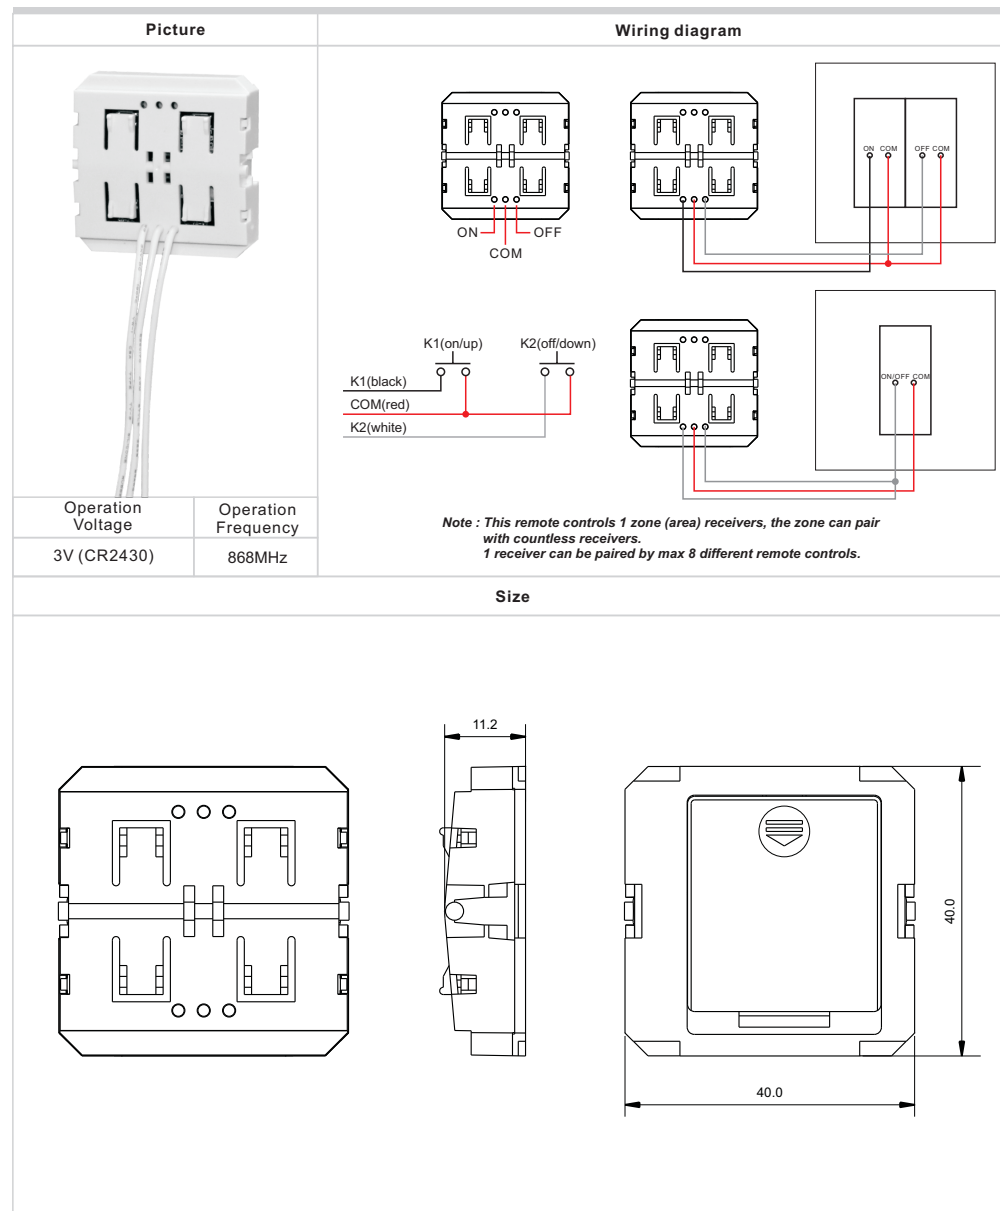 Picture
Wiring diagram
ON COM OFF COM
ON OFF
COM
K1(on/up) K2(off/down)
K1(black)
COM(red)
K2(white)
ON/OFF COM
Operation Voltage
Operation Frequency
3V (CR2430)
868MHz
Note : This remote controls 1 zone (area) receivers, the zone can pair
with countless receivers.
1 receiver can be paired by max 8 different remote controls.
Size
11.2
40.0
40.0